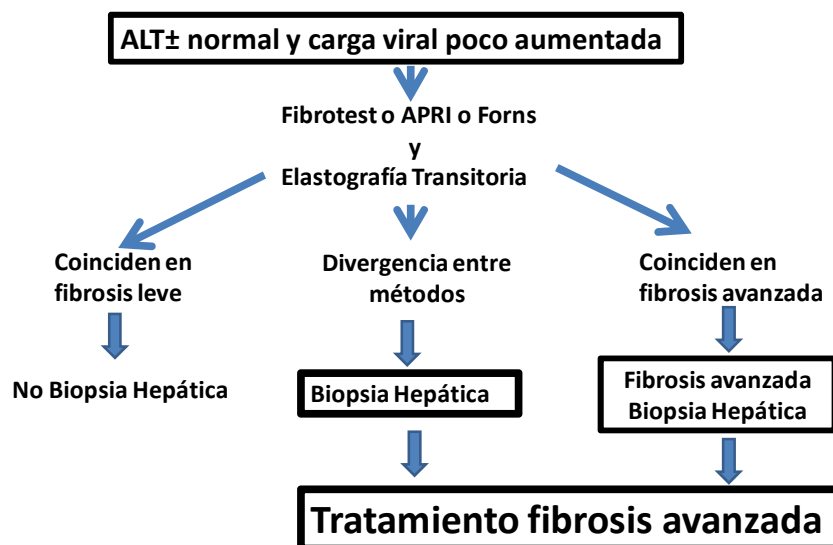 ALT± normal y carga viral poco aumentada
Fibrotest o APRI o Forns
y
Elastografía Transitoria
Coinciden en
fibrosis leve
Divergencia entre
métodos
Coinciden en
fibrosis avanzada
No Biopsia Hepática
Biopsia Hepática
Fibrosis avanzada
Biopsia Hepática
Tratamiento fibrosis avanzada